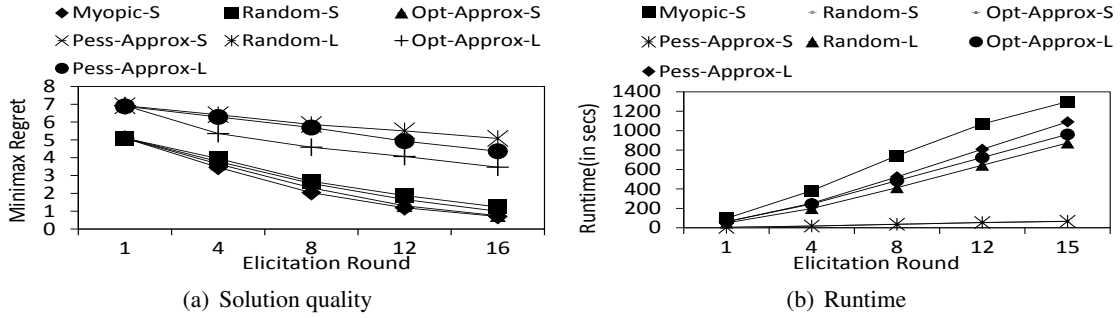 Myopic-S Random-S Opt-Approx-S
Pess-Approx-S Random-L Opt-Approx-L
Pess-Approx-L
8
7
6
5
4
3
2
1
0
Minimax Regret
1 4 8 12 16
Elicitation Round
(a) Solution quality
Myopic-S Random-S Opt-Approx-S
Pess-Approx-S Random-L Opt-Approx-L
Pess-Approx-L
1400
1200
1000
800
600
400
200
0
Runtime(in secs)
1 4 8 12 15
Elicitation Round
(b) Runtime